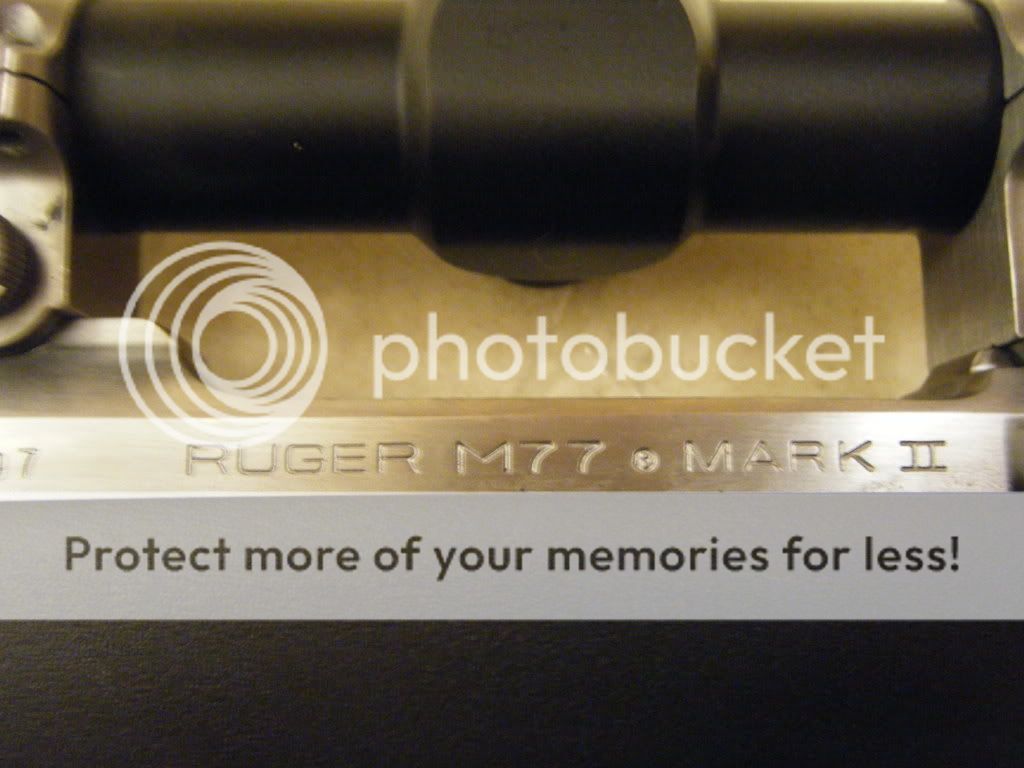 photobucket
RUGER M77 MARK II
Protect more of your memories for less!